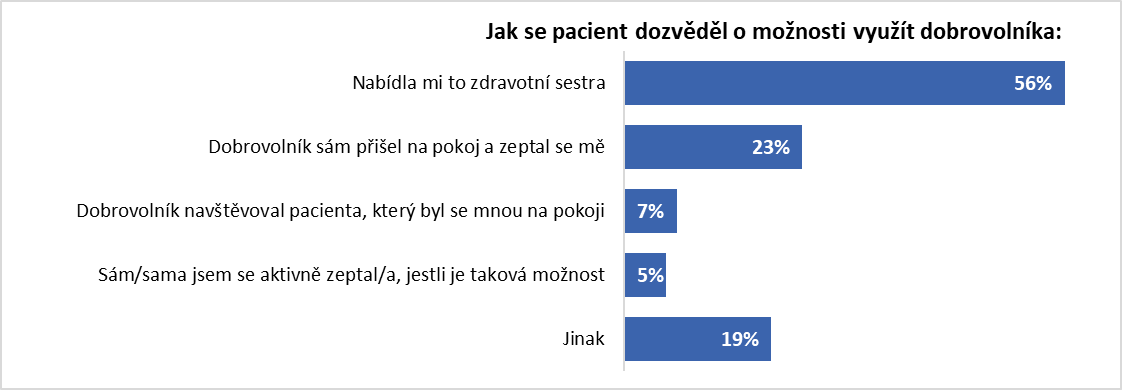 Jak se pacient dozvěděl o možnosti využít dobrovolníka:
Nabídla mi to zdravotní sestra
56%
Dobrovolník sám přišel na pokoj a zeptal se mě
23%
Dobrovolník navštěvoval pacienta, který byl se mnou na pokoji
7%
Sám/sama jsem se aktivně zeptal/a, jestli je taková možnost
5%
Jinak
19%